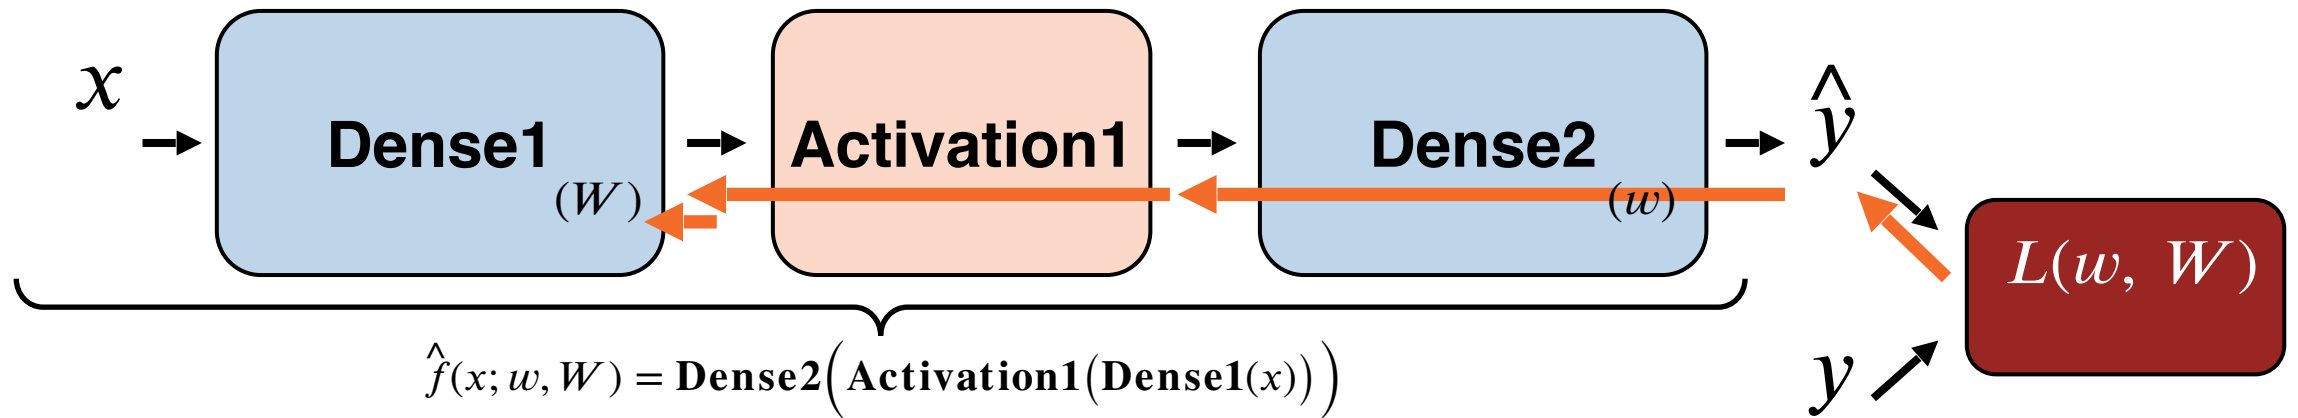 x
Dense1
(W)
Activation1
Dense2
(w)
ŷ
L(w, W)
y
f̂(x; w, W) = Dense2(Activation1(Dense1(x)))